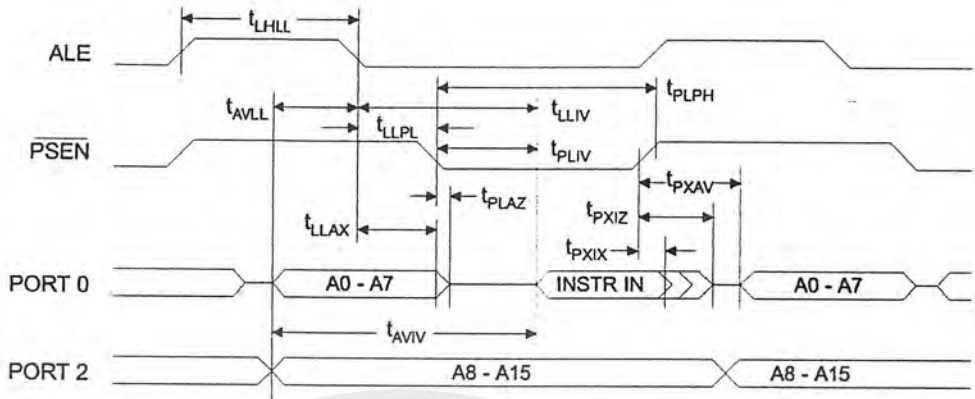 tLHLL
ALE
tPLPH
tAVLL
tLLIV
tLLPL
PSEN
tPLIV
tPXAV
tPLAZ
tPXIZ
tLLAX
tPXIX
PORT 0
A0 - A7
INSTR IN
A0 - A7
tAVIV
PORT 2
A8 - A15
A8 - A15